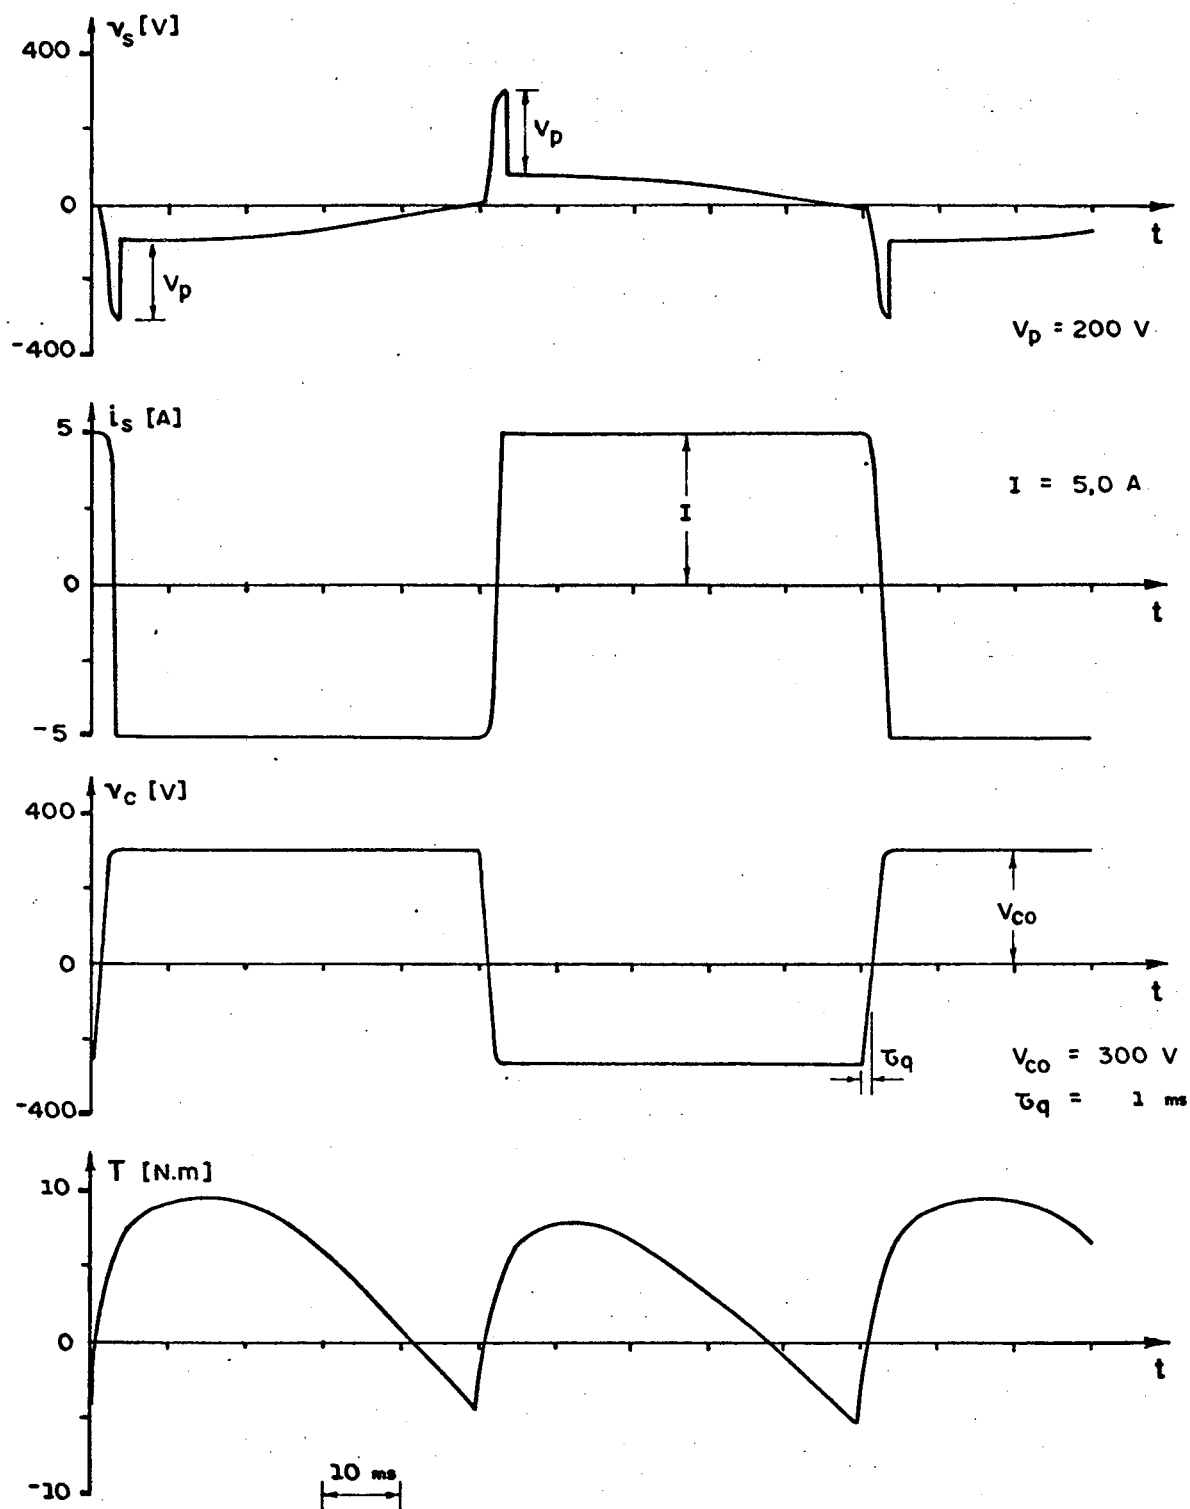 vs [V]
400
Vp
0
t
Vp
-400
Vp = 200 V
5
is [A]
I = 5,0 A
I
0
t
-5
vc [V]
400
Vco
0
t
τq
Vco = 300 V
-400
τq = 1 ms
T [N.m]
10
0
t
10 ms
-10